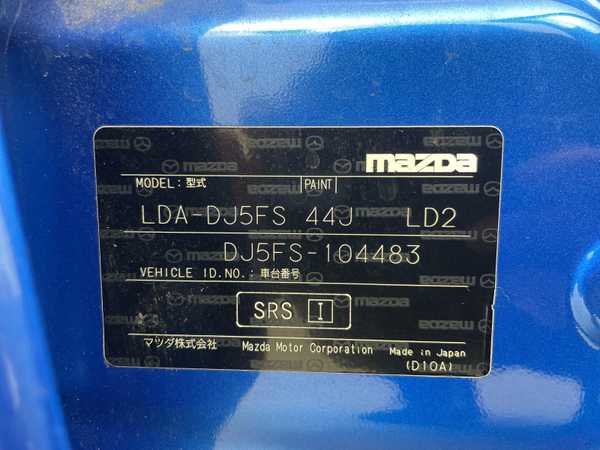 mazda
MODEL: 型式 PAINT
LDA-DJ5FS 44J LD2
DJ5FS-104483
VEHICLE ID.NO.: 車台番号
SRS I
マツダ株式会社 Mazda Motor Corporation Made in Japan
(D10A)